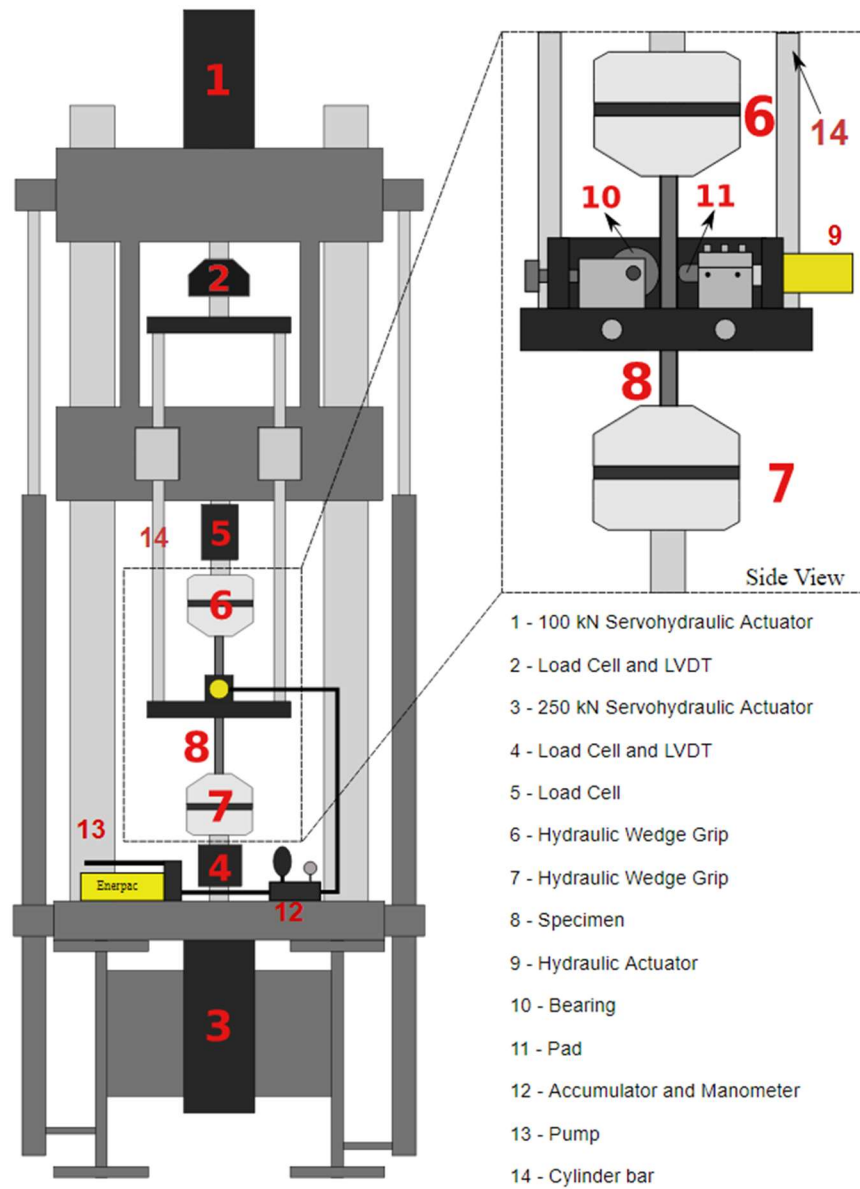 1
2
5
14
6
8
7
13
4
Enerpac
12
3
6
14
10
11
9
8
7
Side View
1 - 100 kN Servohydraulic Actuator
2 - Load Cell and LVDT
3 - 250 kN Servohydraulic Actuator
4 - Load Cell and LVDT
5 - Load Cell
6 - Hydraulic Wedge Grip
7 - Hydraulic Wedge Grip
8 - Specimen
9 - Hydraulic Actuator
10 - Bearing
11 - Pad
12 - Accumulator and Manometer
13 - Pump
14 - Cylinder bar